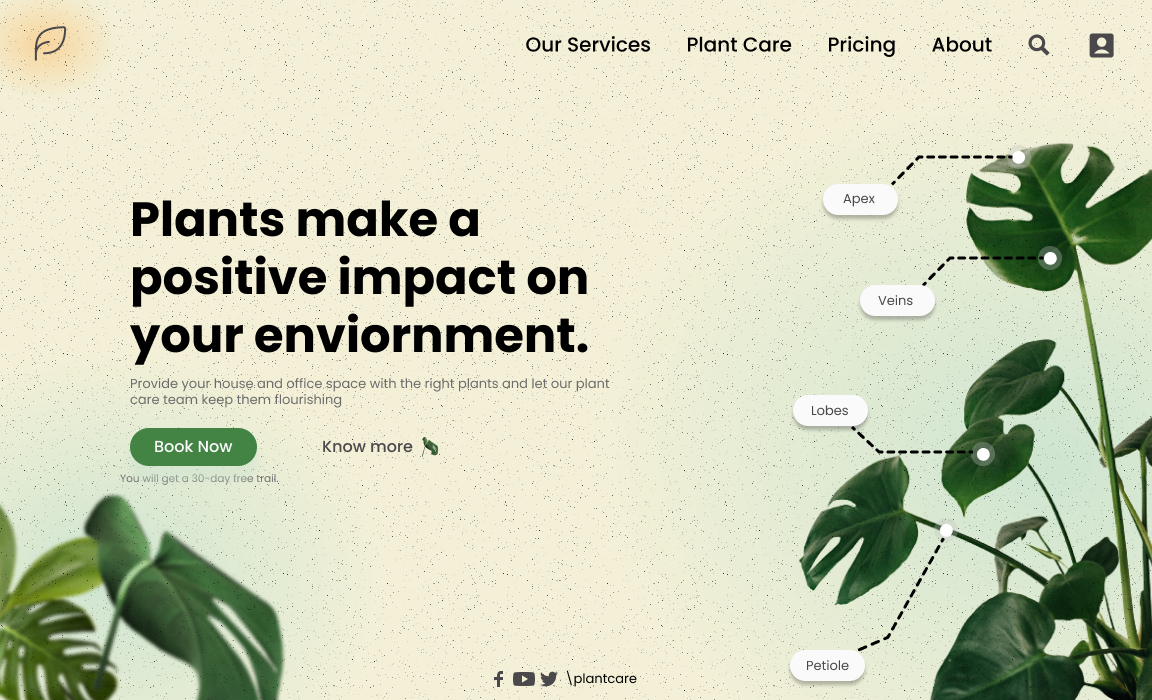 Our Services Plant Care Pricing About
Apex
Plants make a
positive impact on
your enviornment.
Veins
Provide your house and office space with the right plants and let our plant
care team keep them flourishing
Lobes
Book Now Know more
You will get a 30-day free trail.
Petiole
\plantcare